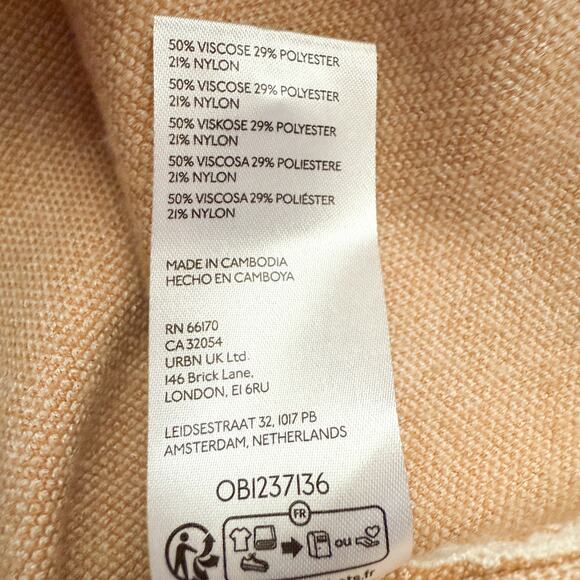 50% VISCOSE 29% POLYESTER
21% NYLON
50% VISCOSE 29% POLYESTER
21% NYLON
50% VISKOSE 29% POLYESTER
21% NYLON
50% VISCOSA 29% POLIESTERE
21% NYLON
50% VISCOSA 29% POLIÉSTER
21% NYLON
MADE IN CAMBODIA
HECHO EN CAMBOYA
RN 66170
CA 32054
URBN UK Ltd.
146 Brick Lane,
LONDON, E1 6RU
LEIDSESTRAAT 32, 1017 PB
AMSTERDAM, NETHERLANDS
OB1237136
FR
ou